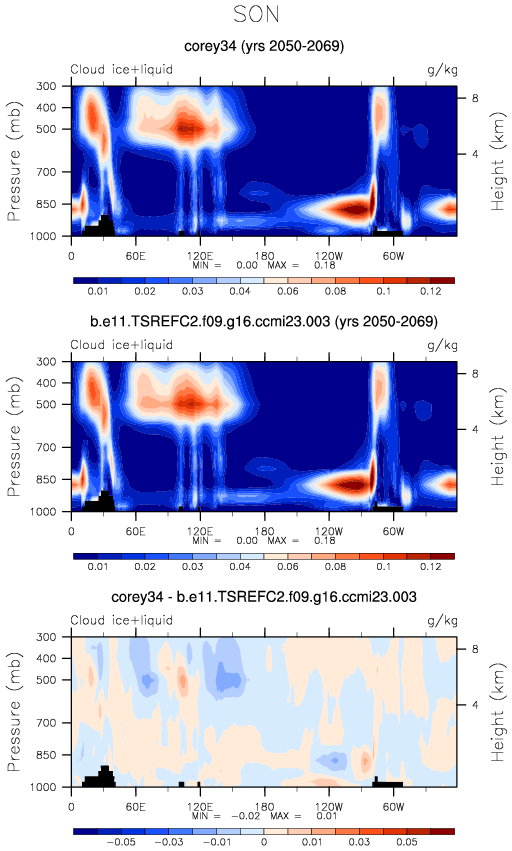 SON
corey34 (yrs 2050-2069)
Cloud ice+liquid g/kg
300
400
500
700
850
1000
Pressure (mb)
8
4
Height (km)
0 60E 120E 180 120W 60W
MIN = 0.00 MAX = 0.18
0.01 0.02 0.03 0.04 0.06 0.08 0.1 0.12
b.e11.TSREFC2.f09.g16.ccmi23.003 (yrs 2050-2069)
Cloud ice+liquid g/kg
300
400
500
700
850
1000
Pressure (mb)
8
4
Height (km)
0 60E 120E 180 120W 60W
MIN = 0.00 MAX = 0.18
0.01 0.02 0.03 0.04 0.06 0.08 0.1 0.12
corey34 - b.e11.TSREFC2.f09.g16.ccmi23.003
Cloud ice+liquid g/kg
300
400
500
700
850
1000
Pressure (mb)
8
4
Height (km)
0 60E 120E 180 120W 60W
MIN = -0.02 MAX = 0.01
-0.05 -0.03 -0.01 0 0.01 0.03 0.05